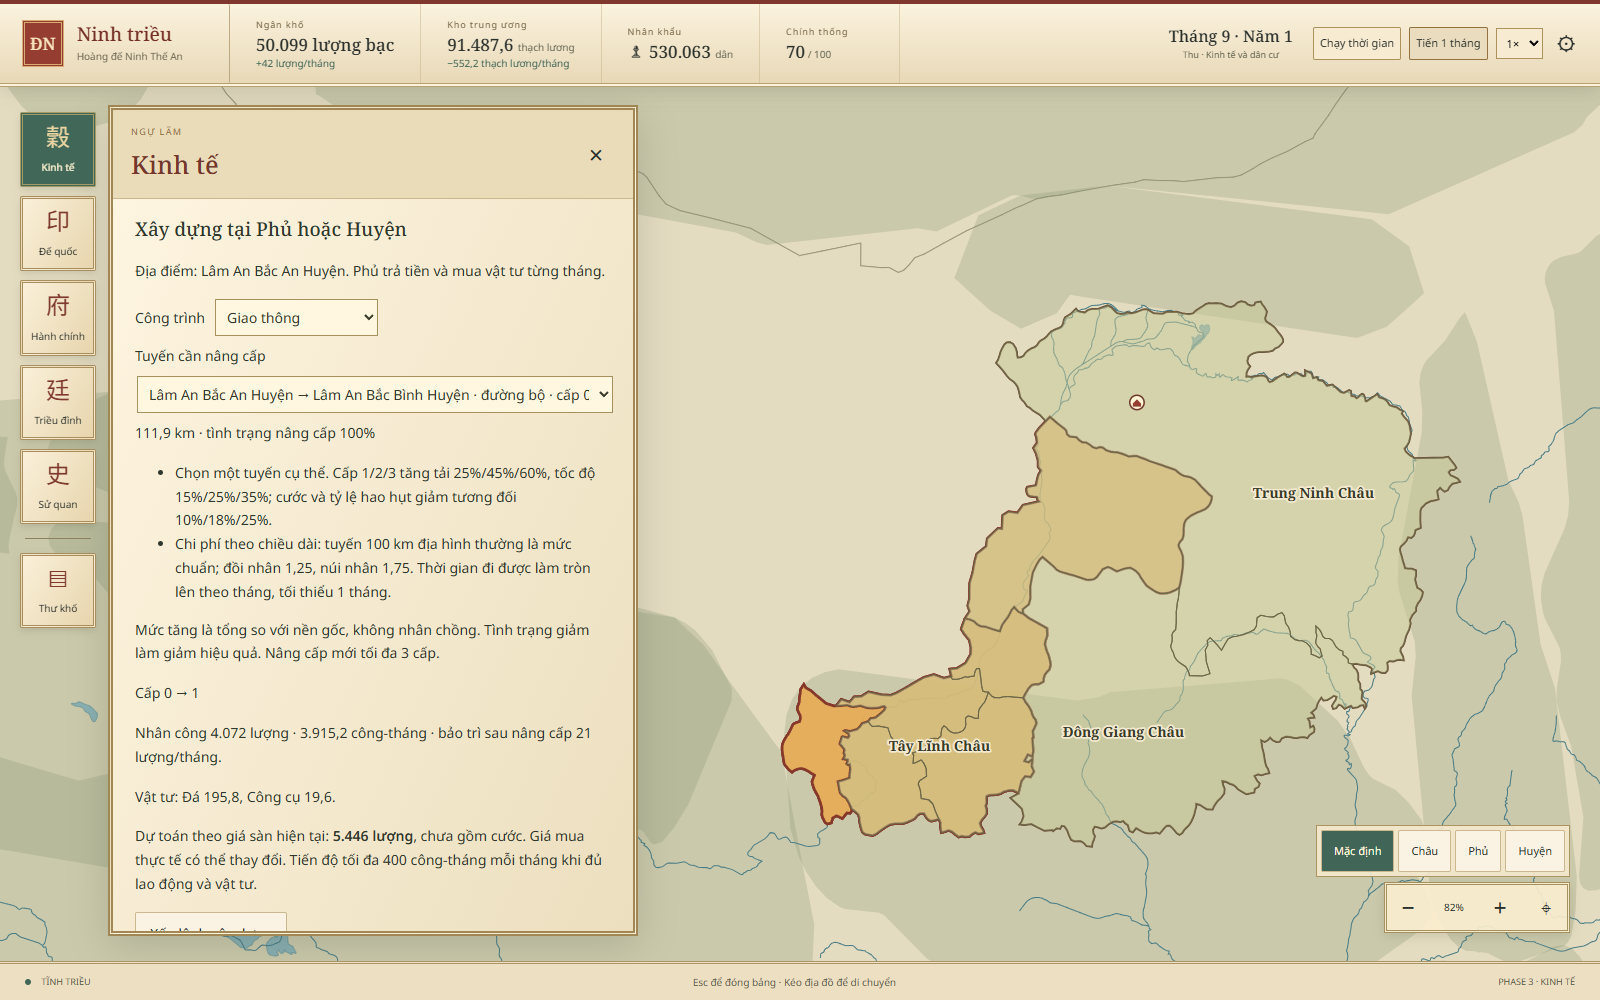 ĐN
Ninh triều
Hoàng đế Ninh Thế An
Ngân khố
50.099 lượng bạc
+42 lượng/tháng
Kho trung ương
91.487,6 thạch lương
−552,2 thạch lương/tháng
Nhân khẩu
530.063 dân
Chính thống
70 / 100
Tháng 9 · Năm 1
Thu · Kinh tế và dân cư
Chạy thời gian
Tiến 1 tháng
1×
穀
Kinh tế
印
Đế quốc
府
Hành chính
廷
Triều đình
史
Sử quan
Thư khố
NGỰ LÃM
Kinh tế
×
Xây dựng tại Phủ hoặc Huyện
Địa điểm: Lâm An Bắc An Huyện. Phủ trả tiền và mua vật tư từng tháng.
Công trình
Giao thông
Tuyến cần nâng cấp
Lâm An Bắc An Huyện → Lâm An Bắc Bình Huyện · đường bộ · cấp 0
111,9 km · tình trạng nâng cấp 100%
• Chọn một tuyến cụ thể. Cấp 1/2/3 tăng tải 25%/45%/60%, tốc độ
15%/25%/35%; cước và tỷ lệ hao hụt giảm tương đối
10%/18%/25%.
• Chi phí theo chiều dài: tuyến 100 km địa hình thường là mức
chuẩn; đồi nhân 1,25, núi nhân 1,75. Thời gian đi được làm tròn
lên theo tháng, tối thiểu 1 tháng.
Mức tăng là tổng so với nền gốc, không nhân chồng. Tình trạng giảm
làm giảm hiệu quả. Nâng cấp mới tối đa 3 cấp.
Cấp 0 → 1
Nhân công 4.072 lượng · 3.915,2 công-tháng · bảo trì sau nâng cấp 21
lượng/tháng.
Vật tư: Đá 195,8, Công cụ 19,6.
Dự toán theo giá sàn hiện tại: 5.446 lượng, chưa gồm cước. Giá mua
thực tế có thể thay đổi. Tiến độ tối đa 400 công-tháng mỗi tháng khi đủ
lao động và vật tư.
Trung Ninh Châu
Tây Lĩnh Châu
Đông Giang Châu
Mặc định
Châu
Phủ
Huyện
−
82%
+
TĨNH TRIỀU
Esc để đóng bảng · Kéo địa đồ để di chuyển
PHASE 3 · KINH TẾ